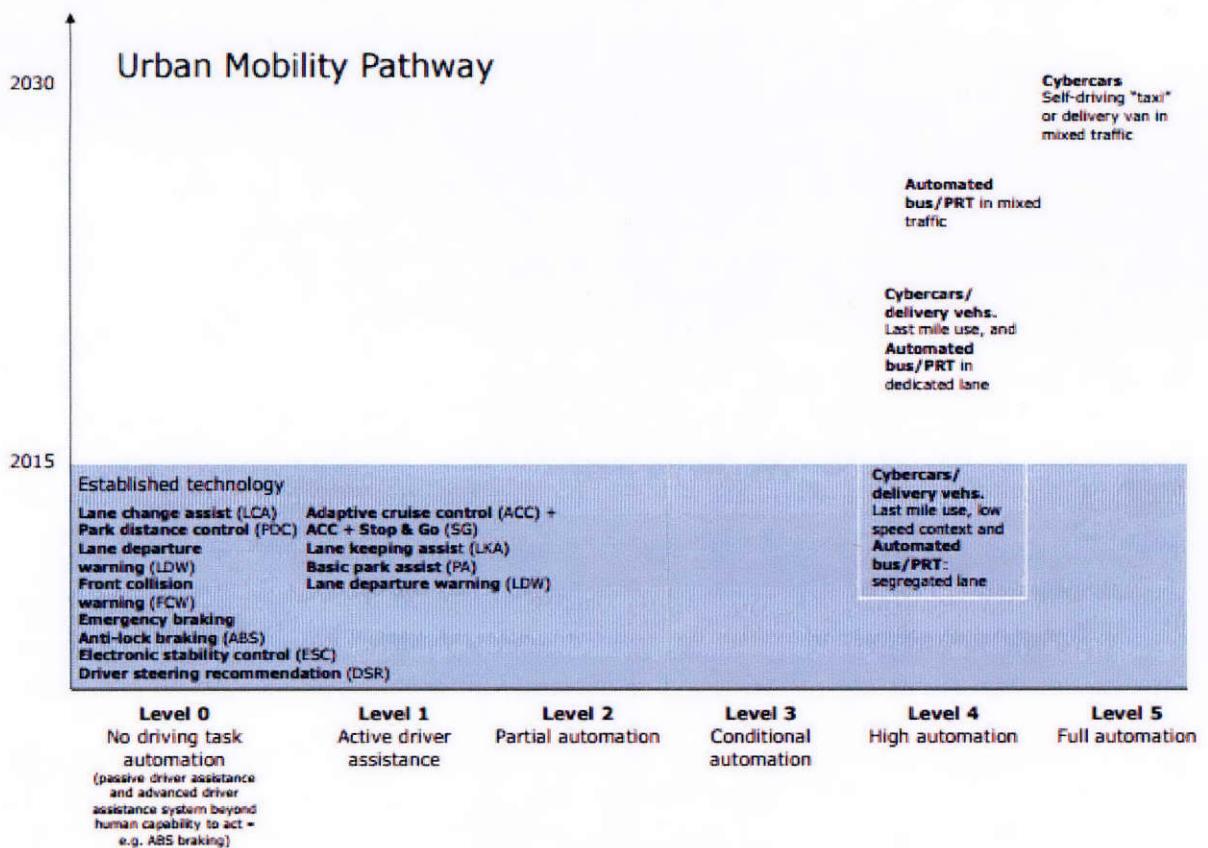 Urban Mobility Pathway
2030
Cybercars
Self-driving "taxi"
or delivery van in
mixed traffic
Automated
bus/PRT in mixed
traffic
Cybercars/
delivery vehs.
Last mile use, and
Automated
bus/PRT in
dedicated lane
2015
Established technology
Lane change assist (LCA)
Park distance control (PDC)
Lane departure
warning (LDW)
Front collision
warning (FCW)
Emergency braking
Anti-lock braking (ABS)
Electronic stability control (ESC)
Driver steering recommendation (DSR)
Adaptive cruise control (ACC) +
ACC + Stop & Go (SG)
Lane keeping assist (LKA)
Basic park assist (PA)
Lane departure warning (LDW)
Cybercars/
delivery vehs.
Last mile use, low
speed context and
Automated
bus/PRT:
segregated lane
Level 0
No driving task
automation
(passive driver assistance
and advanced driver
assistance system beyond
human capability to act –
e.g. ABS braking)
Level 1
Active driver
assistance
Level 2
Partial automation
Level 3
Conditional
automation
Level 4
High automation
Level 5
Full automation